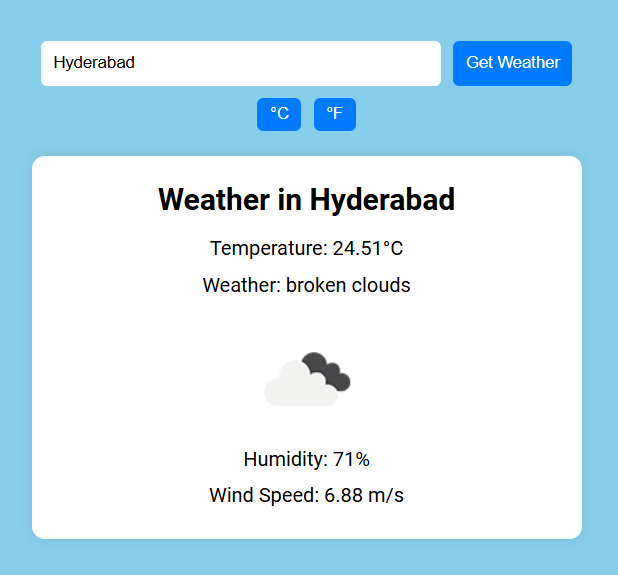 Hyderabad Get Weather
°C °F
Weather in Hyderabad
Temperature: 24.51°C
Weather: broken clouds
Humidity: 71%
Wind Speed: 6.88 m/s